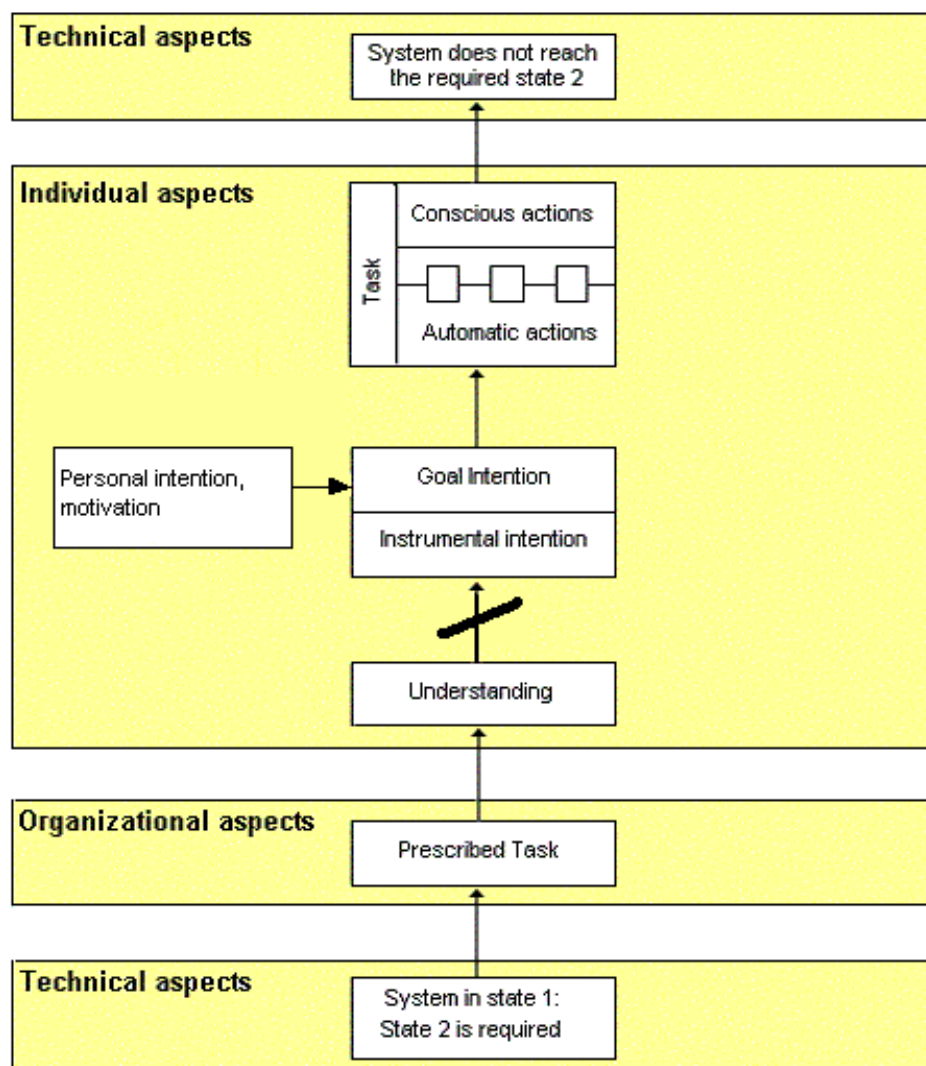 Technical aspects
System does not reach
the required state 2
Individual aspects
Conscious actions
Task
Automatic actions
Personal intention,
motivation
Goal Intention
Instrumental intention
Understanding
Organizational aspects
Prescribed Task
Technical aspects
System in state 1:
State 2 is required